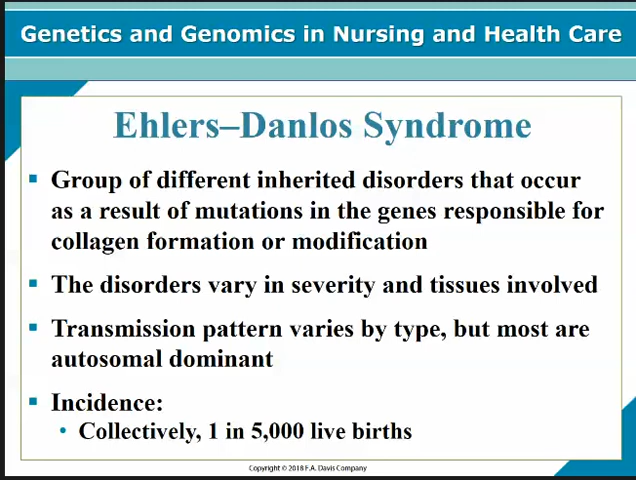 Genetics and Genomics in Nursing and Health Care
Ehlers–Danlos Syndrome
▪ Group of different inherited disorders that occur
as a result of mutations in the genes responsible for
collagen formation or modification
▪ The disorders vary in severity and tissues involved
▪ Transmission pattern varies by type, but most are
autosomal dominant
▪ Incidence:
• Collectively, 1 in 5,000 live births
Copyright © 2018 F.A. Davis Company